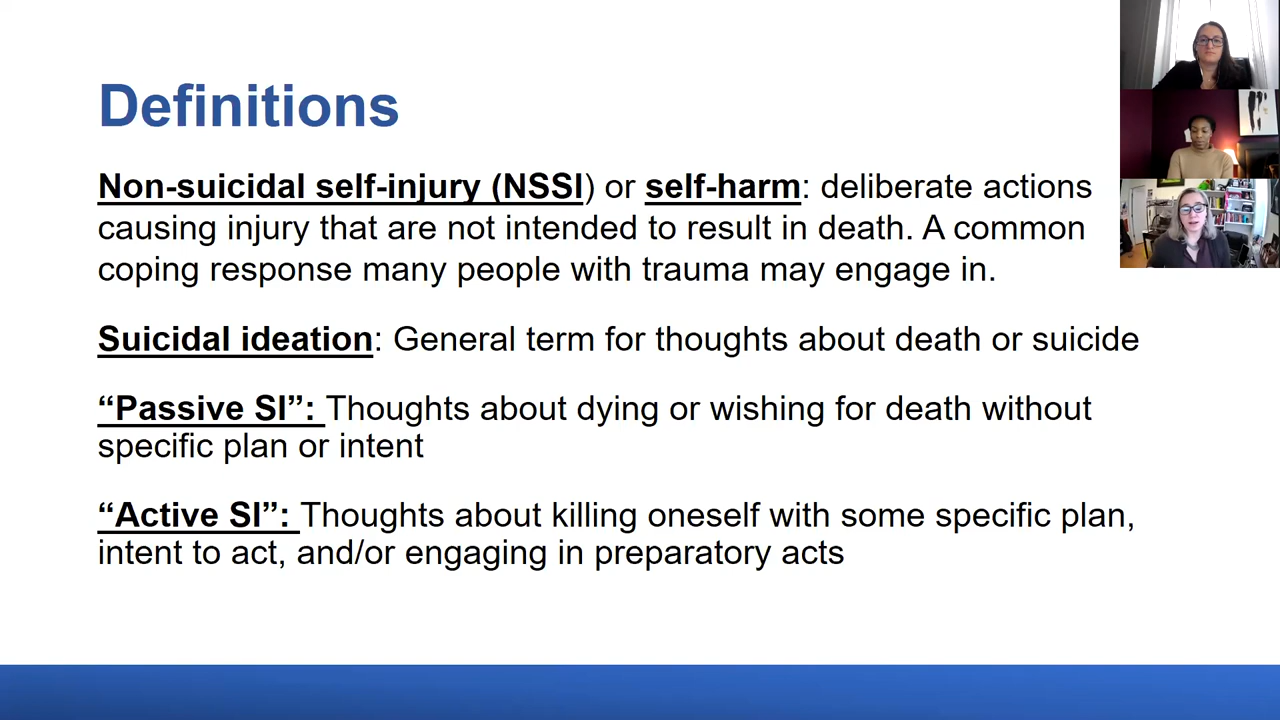 Definitions
Non-suicidal self-injury (NSSI) or self-harm: deliberate actions
causing injury that are not intended to result in death. A common
coping response many people with trauma may engage in.
Suicidal ideation: General term for thoughts about death or suicide
“Passive SI”: Thoughts about dying or wishing for death without
specific plan or intent
“Active SI”: Thoughts about killing oneself with some specific plan,
intent to act, and/or engaging in preparatory acts